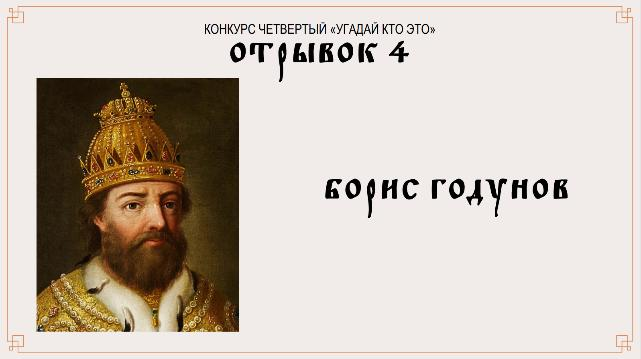 КОНКУРС ЧЕТВЕРТЫЙ «УГАДАЙ КТО ЭТО»
ОТРЫВОК 4
БОРИС ГОДУНОВ